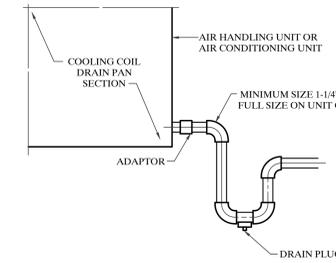 AIR HANDLING UNIT OR
AIR CONDITIONING UNIT
COOLING COIL
DRAIN PAN
SECTION
MINIMUM SIZE 1-1/4"
FULL SIZE ON UNIT
ADAPTOR
DRAIN PLUG